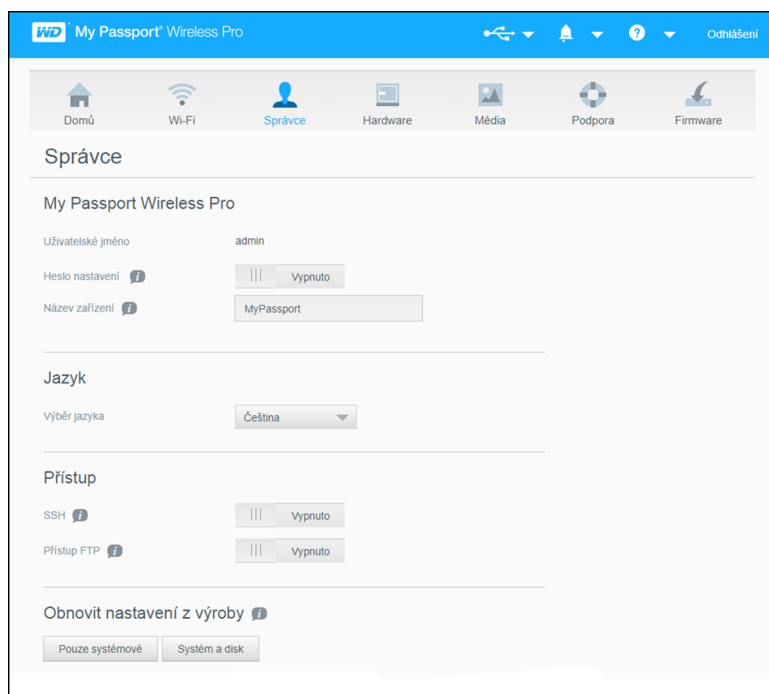 WD My Passport® Wireless Pro
Odhlášení
Domů Wi-Fi Správce Hardware Média Podpora Firmware
Správce
My Passport Wireless Pro
Uživatelské jméno admin
Heslo nastavení Vypnuto
Název zařízení MyPassport
Jazyk
Výběr jazyka Čeština
Přístup
SSH Vypnuto
Přístup FTP Vypnuto
Obnovit nastavení z výroby
Pouze systémové Systém a disk